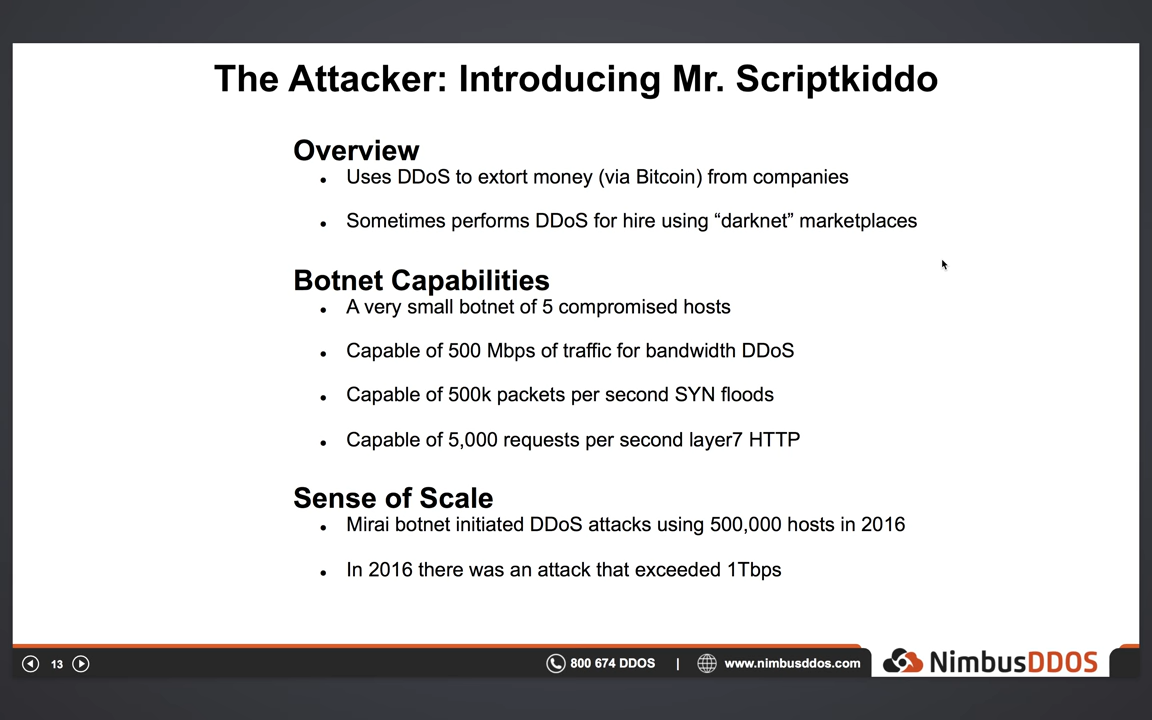 The Attacker: Introducing Mr. Scriptkiddo
Overview
• Uses DDoS to extort money (via Bitcoin) from companies
• Sometimes performs DDoS for hire using “darknet” marketplaces
Botnet Capabilities
• A very small botnet of 5 compromised hosts
• Capable of 500 Mbps of traffic for bandwidth DDoS
• Capable of 500k packets per second SYN floods
• Capable of 5,000 requests per second layer7 HTTP
Sense of Scale
• Mirai botnet initiated DDoS attacks using 500,000 hosts in 2016
• In 2016 there was an attack that exceeded 1Tbps
13 800 674 DDOS | www.nimbusddos.com NimbusDDOS